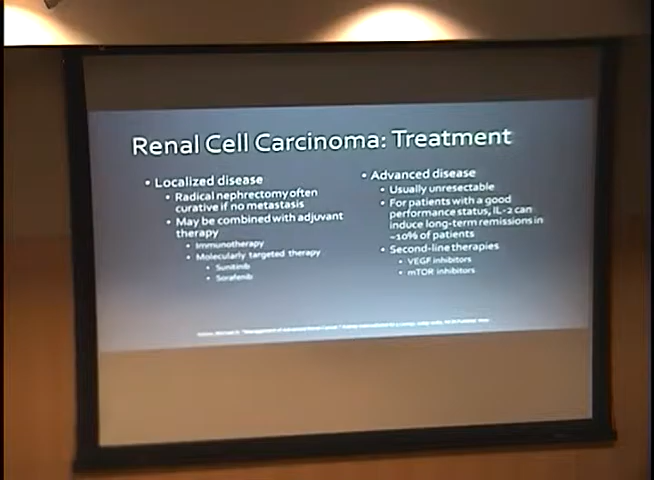 Renal Cell Carcinoma: Treatment
• Localized disease
• Radical nephrectomy often
curative if no metastasis
• May be combined with adjuvant
therapy
• Immunotherapy
• Molecularly targeted therapy
• Sunitinib
• Sorafenib
• Advanced disease
• Usually unresectable
• For patients with a good
performance status, IL-2 can
induce long-term remissions in
~10% of patients
• Second-line therapies
• VEGF inhibitors
• mTOR inhibitors